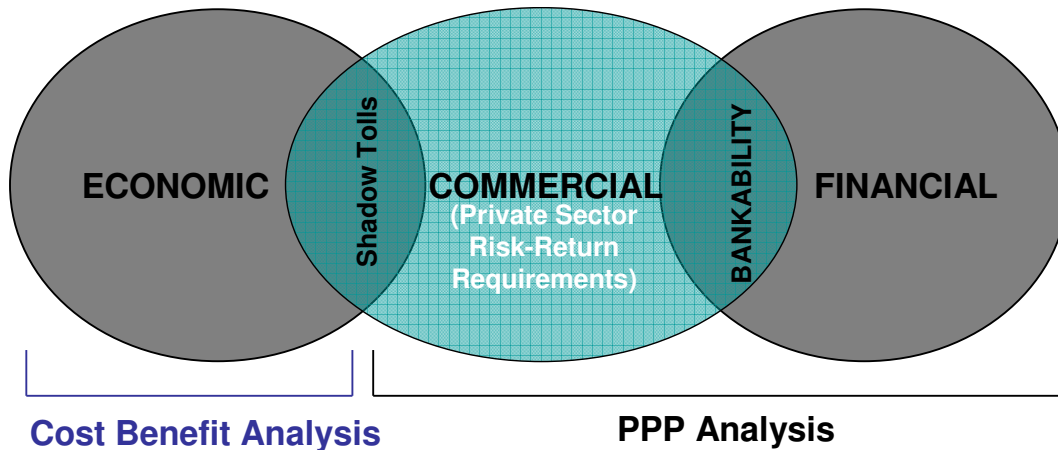 ECONOMIC
Shadow Tolls
COMMERCIAL
(Private Sector
Risk-Return
Requirements)
BANKABILITY
FINANCIAL
Cost Benefit Analysis
PPP Analysis